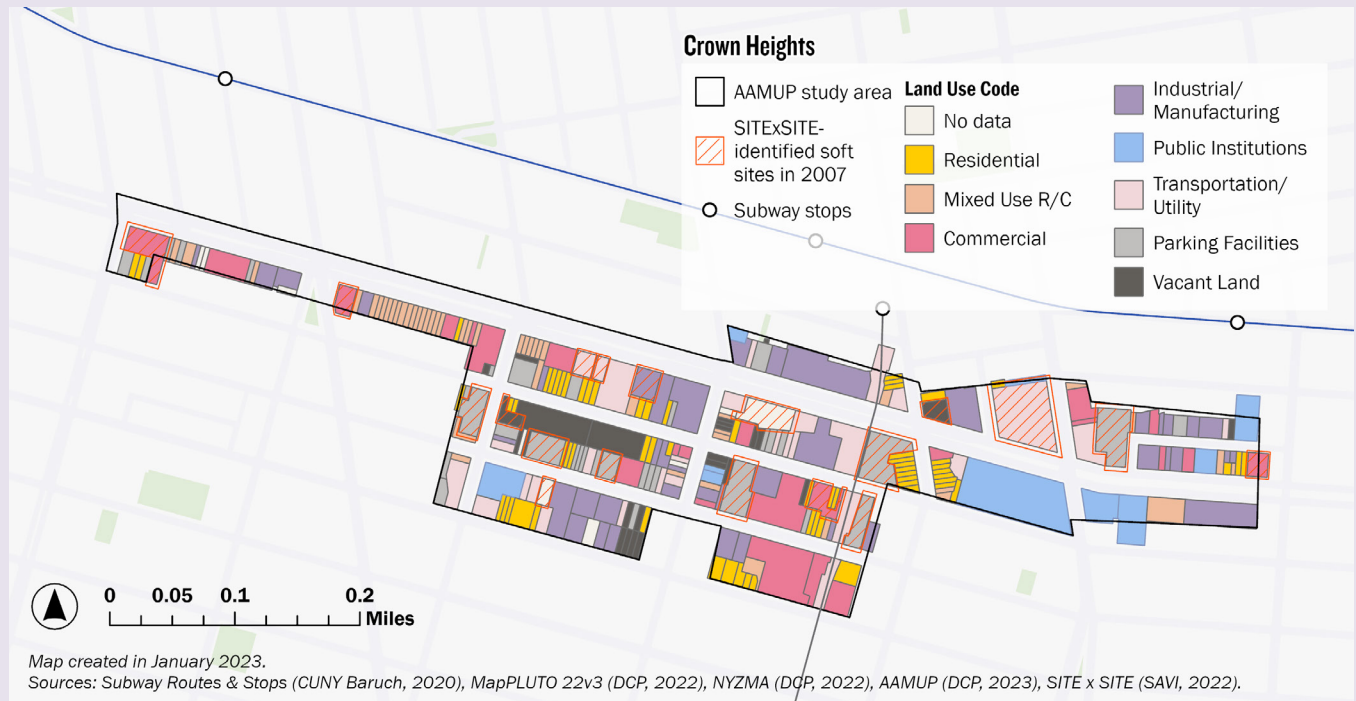 Crown Heights
AAMUP study area
SITExSITE-
identified soft
sites in 2007
Subway stops
Land Use Code
No data
Residential
Mixed Use R/C
Commercial
Industrial/
Manufacturing
Public Institutions
Transportation/
Utility
Parking Facilities
Vacant Land
0 0.05 0.1 0.2
Miles
Map created in January 2023.
Sources: Subway Routes & Stops (CUNY Baruch, 2020), MapPLUTO 22v3 (DCP, 2022), NYZMA (DCP, 2022), AAMUP (DCP, 2023), SITE x SITE (SAVI, 2022).